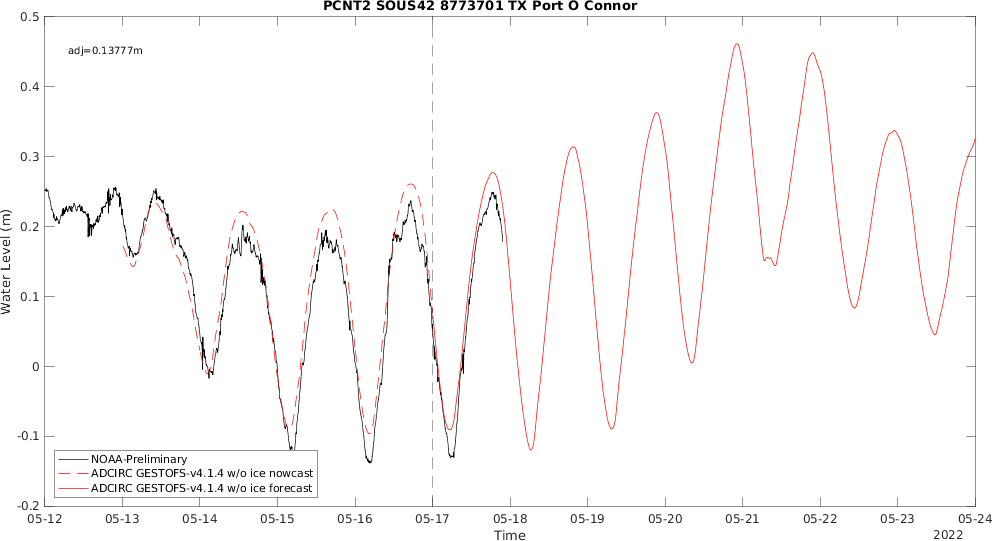 PCNT2 SOUS42 8773701 TX Port O Connor
adj=0.13777m
Water Level (m)
0.5
0.4
0.3
0.2
0.1
0
-0.1
-0.2
NOAA-Preliminary
ADCIRC GESTOFS-v4.1.4 w/o ice nowcast
ADCIRC GESTOFS-v4.1.4 w/o ice forecast
05-12 05-13 05-14 05-15 05-16 05-17 05-18 05-19 05-20 05-21 05-22 05-23 05-24
Time
2022